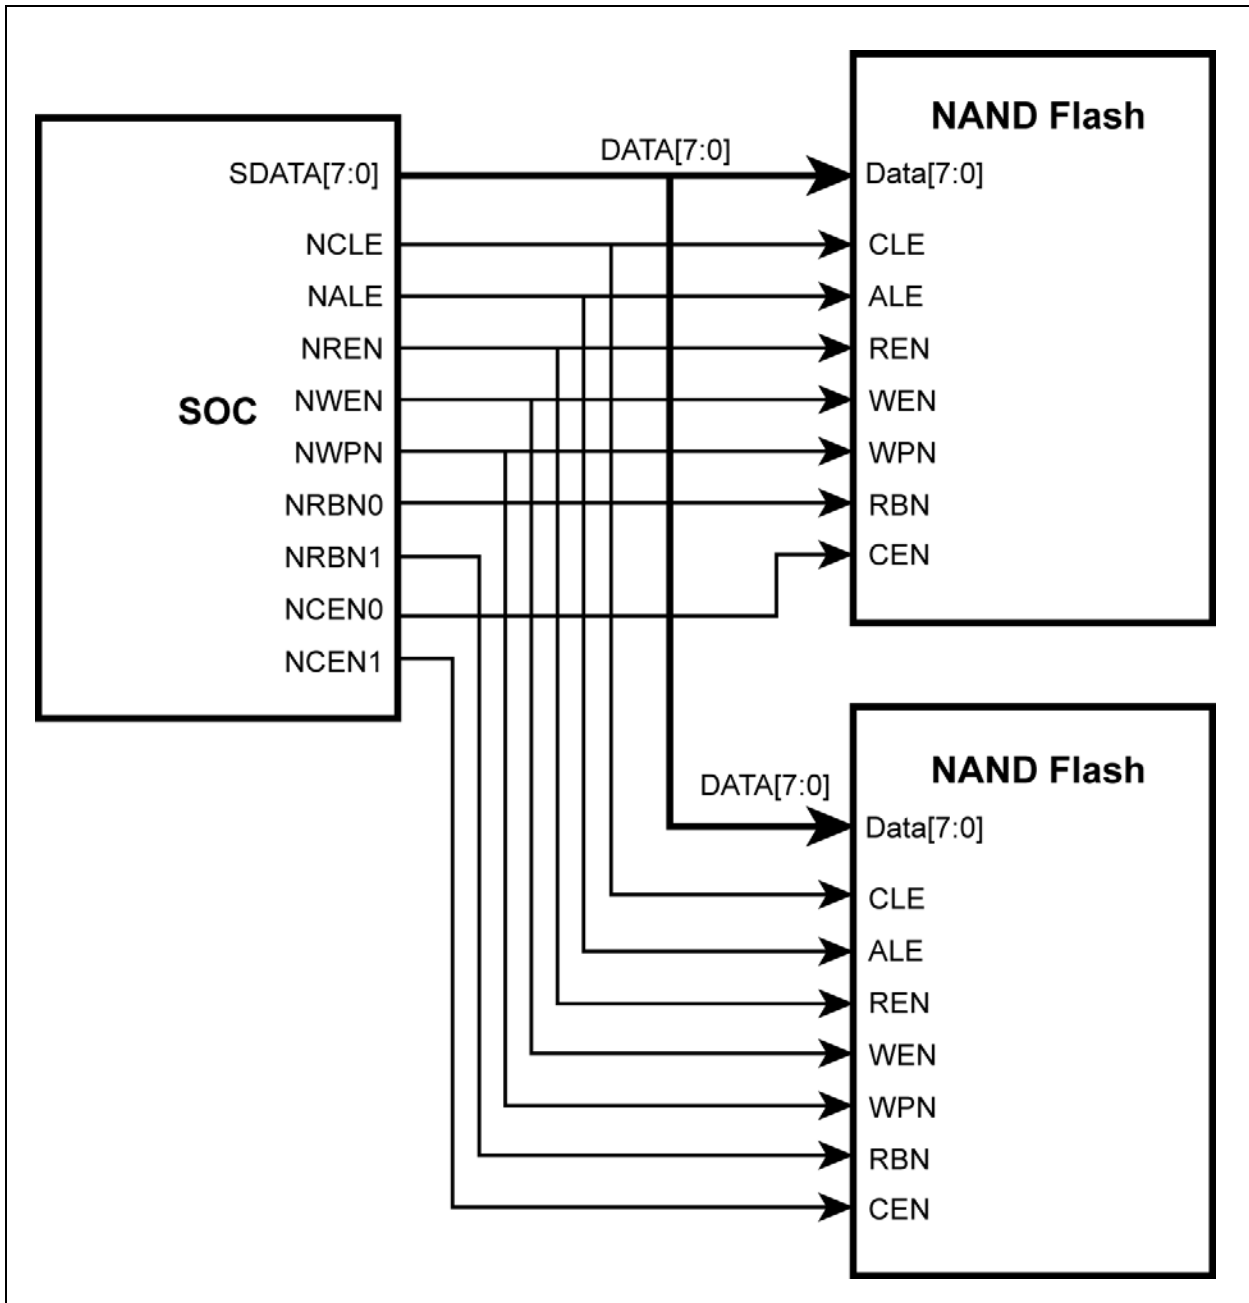 SOC
SDATA[7:0]
NCLE
NALE
NREN
NWEN
NWPN
NRBN0
NRBN1
NCEN0
NCEN1
DATA[7:0]
NAND Flash
Data[7:0]
CLE
ALE
REN
WEN
WPN
RBN
CEN
DATA[7:0]
NAND Flash
Data[7:0]
CLE
ALE
REN
WEN
WPN
RBN
CEN